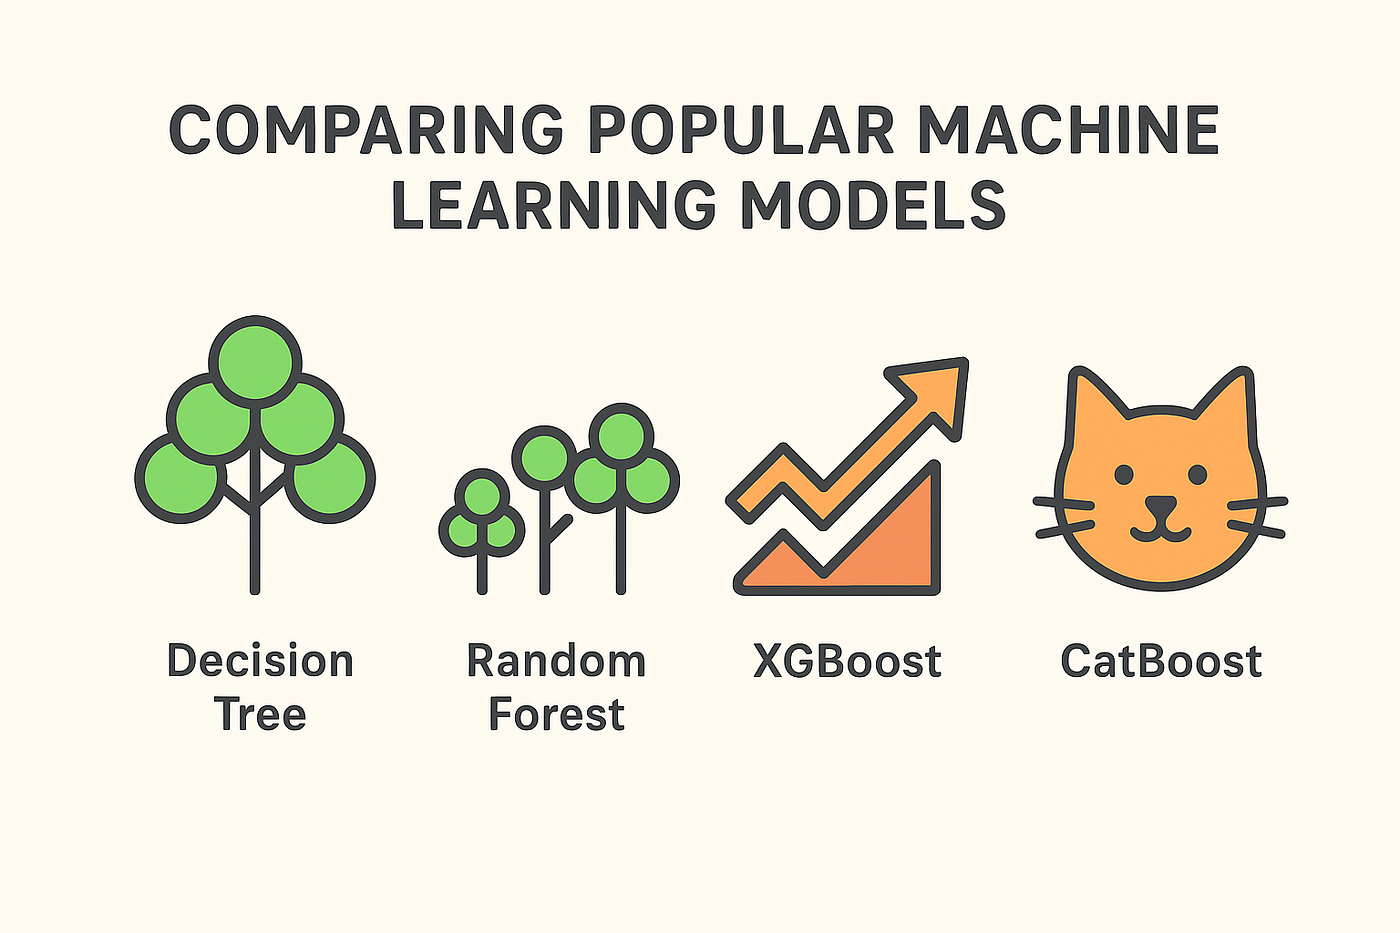 COMPARING POPULAR MACHINE
LEARNING MODELS
Decision
Tree
Random
Forest
XGBoost
CatBoost